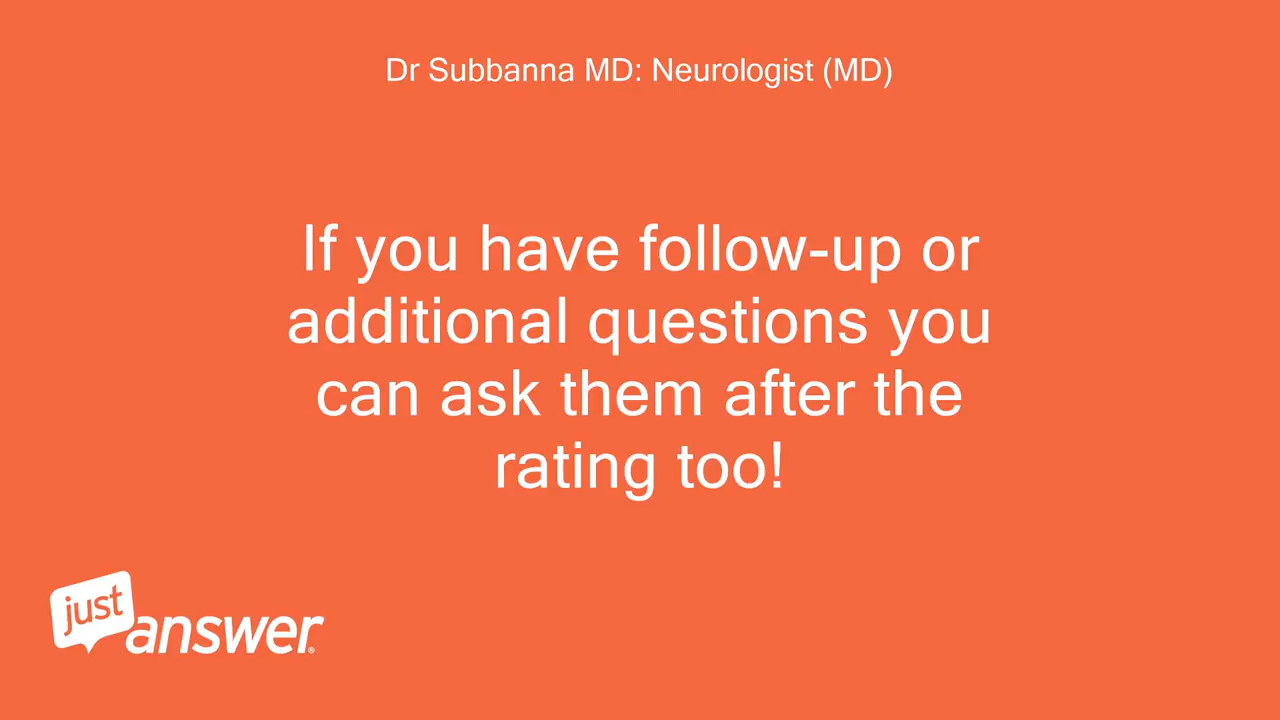 Dr Subbanna MD: Neurologist (MD)
If you have follow-up or
additional questions you
can ask them after the
rating too!
just
answer®